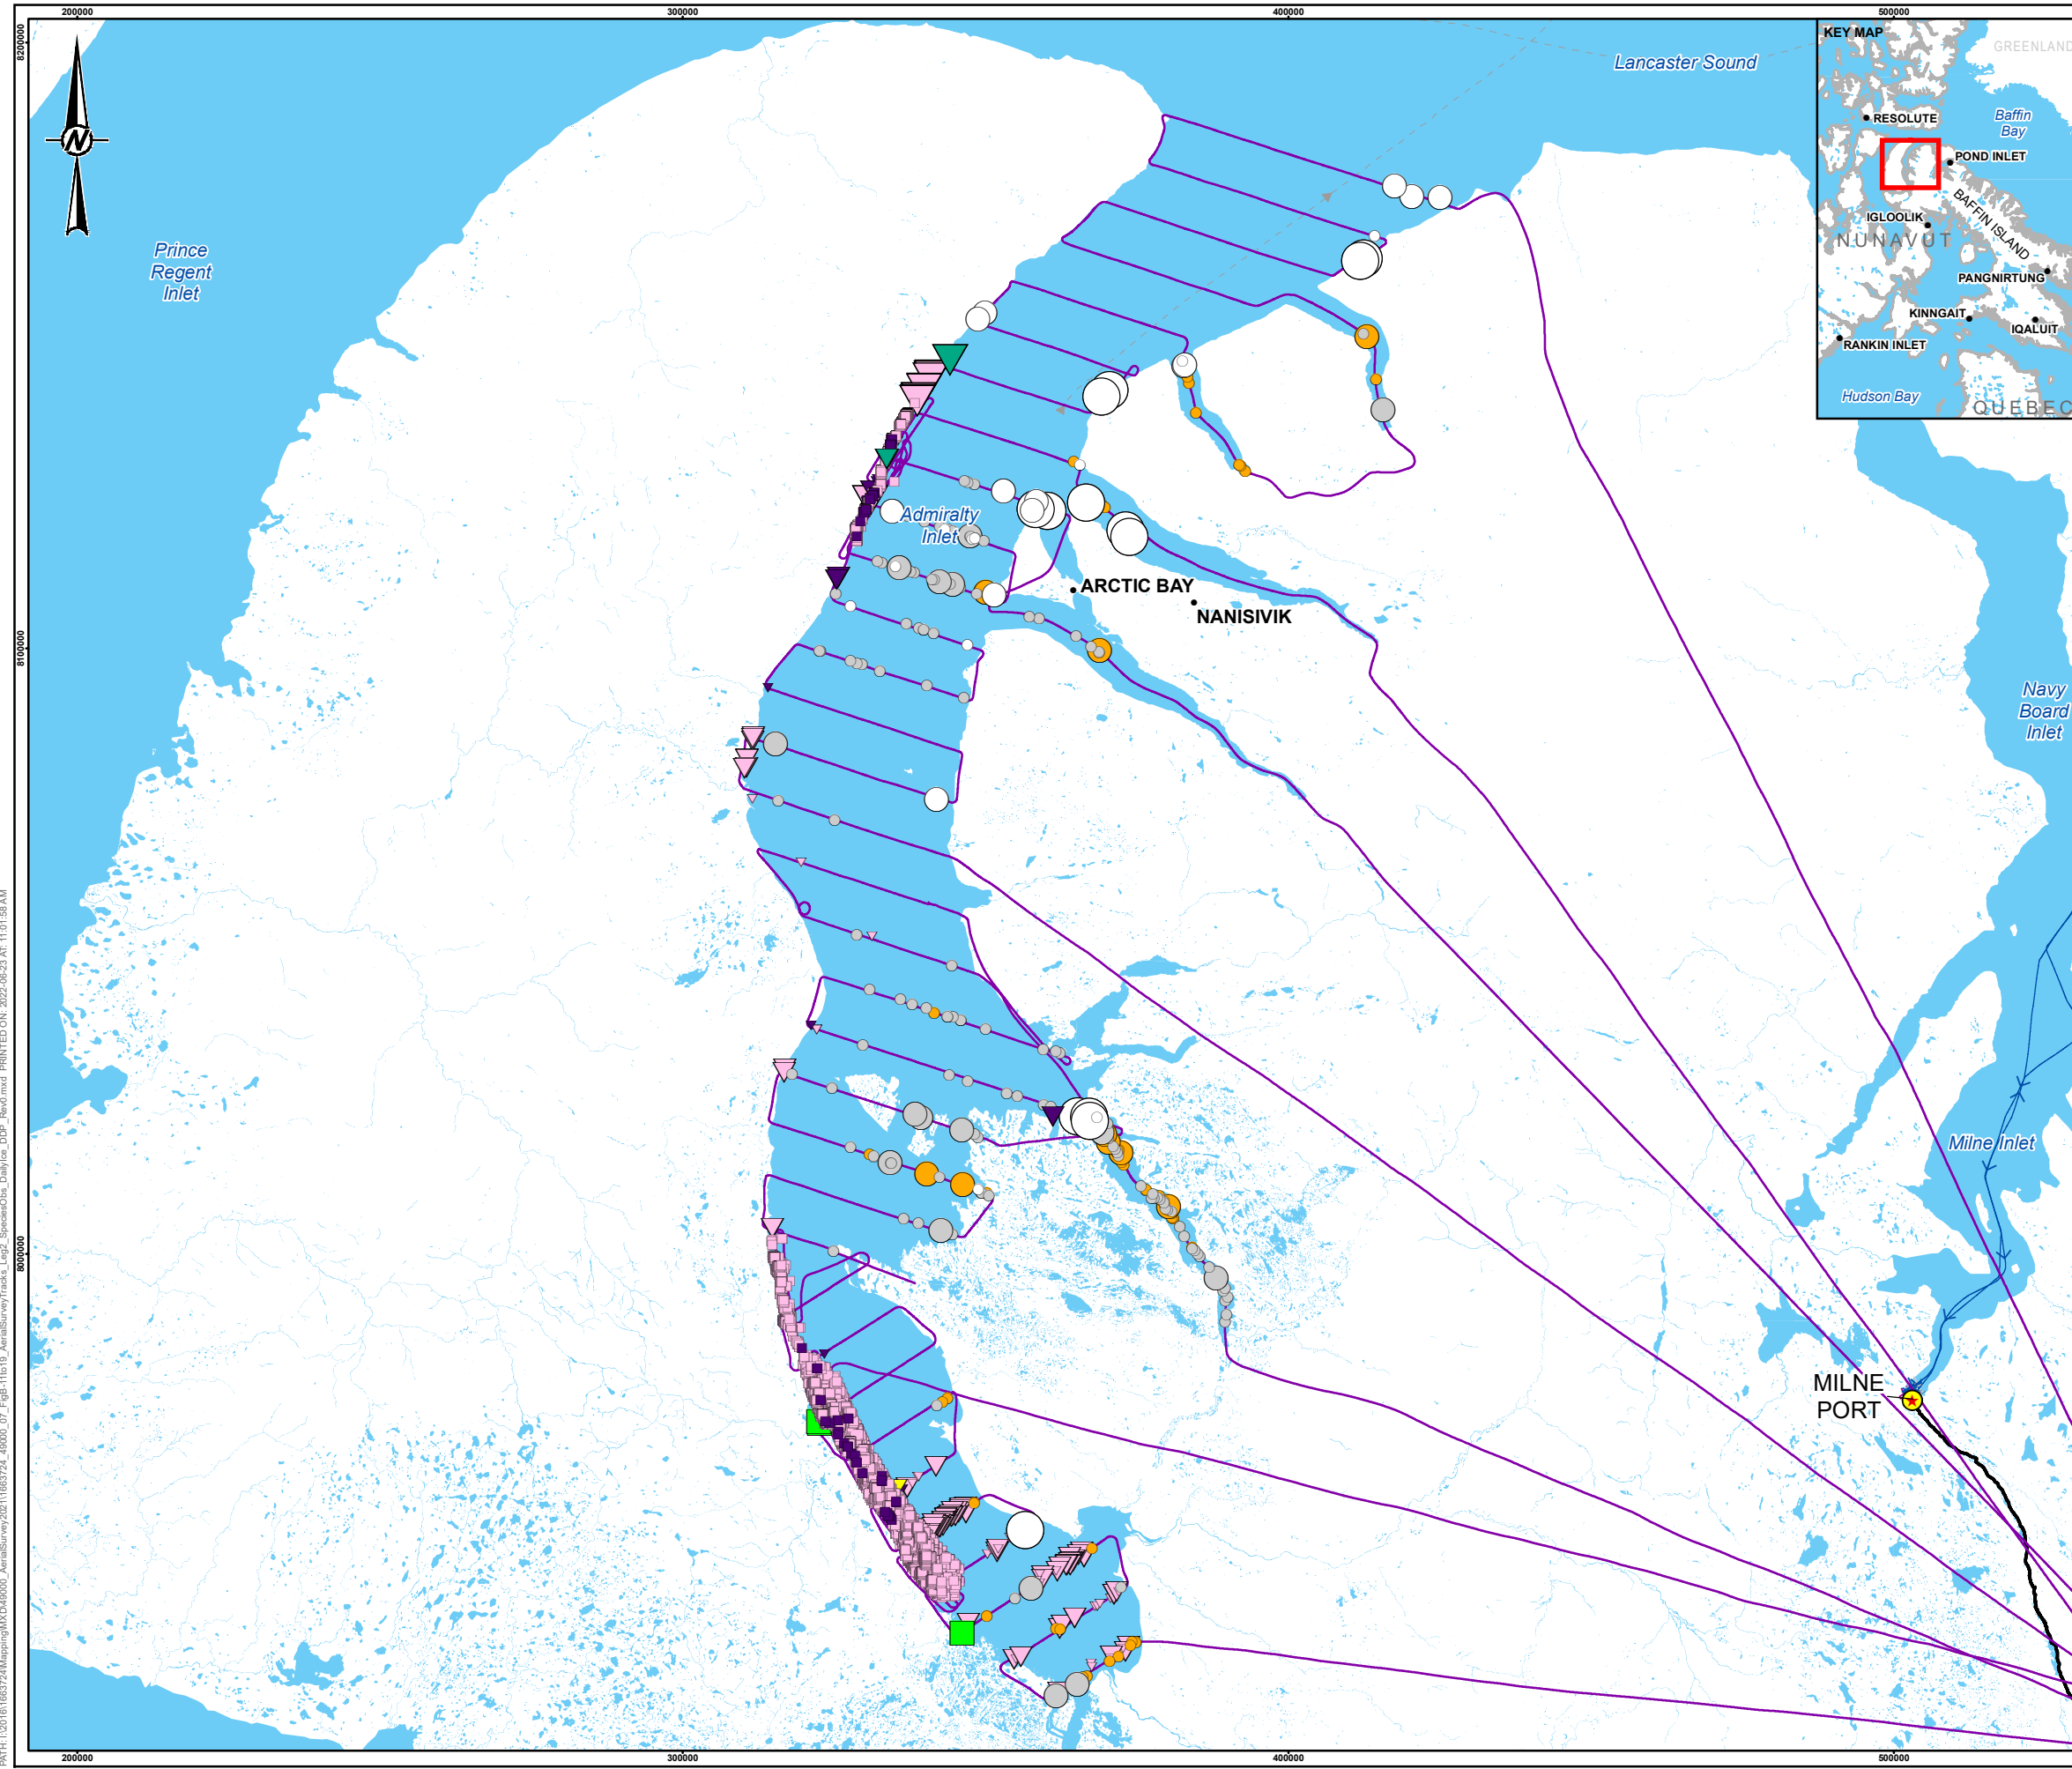 200000
300000
400000
500000
8200000
N
Lancaster Sound
KEY MAP
GREENLAND
Baffin
Bay
RESOLUTE
POND INLET
BAFFIN ISLAND
IGLOOLIK
NUNAVUT
PANGNIRTUNG
KINNGAIT
IQALUIT
RANKIN INLET
Hudson Bay
QUEBEC
Prince
Regent
Inlet
Admiralty
Inlet
ARCTIC BAY
NANISIVIK
8100000
Navy
Board
Inlet
Milne Inlet
8000000
MILNE
PORT
200000
300000
400000
500000